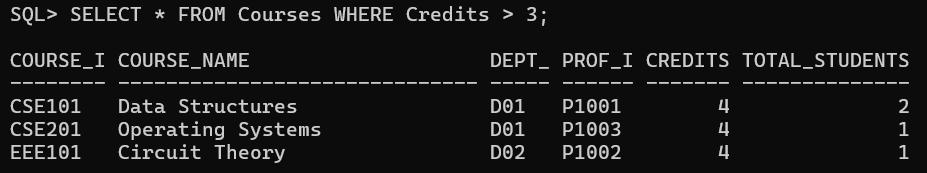 SQL> SELECT * FROM Courses WHERE Credits > 3;
COURSE_I COURSE_NAME                    DEPT_ PROF_I CREDITS TOTAL_STUDENTS
-------- ------------------------------ ----- ------ ------- --------------
CSE101   Data Structures                D01   P1001        4              2
CSE201   Operating Systems              D01   P1003        4              1
EEE101   Circuit Theory                 D02   P1002        4              1